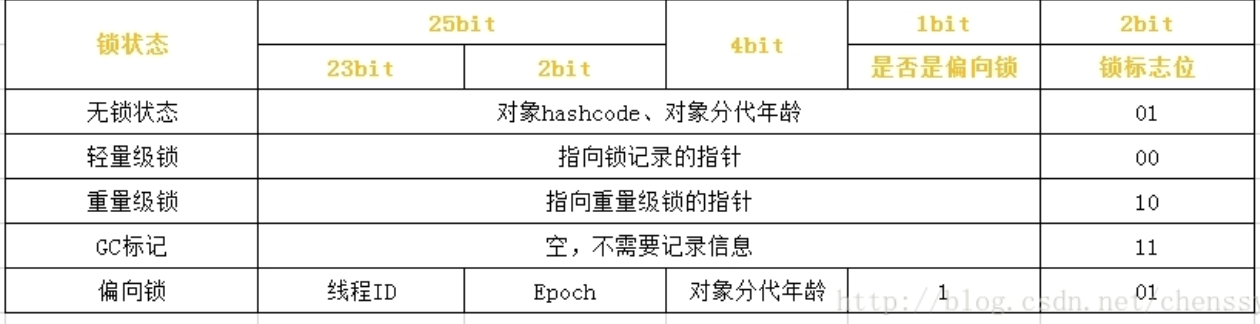 锁状态 25bit 4bit 1bit 2bit
23bit 2bit 是否是偏向锁 锁标志位
无锁状态 对象hashcode、对象分代年龄 01
轻量级锁 指向锁记录的指针 00
重量级锁 指向重量级锁的指针 10
GC标记 空，不需要记录信息 11
偏向锁 线程ID Epoch 对象分代年龄 1 01
http://blog.csdn.net/chenss